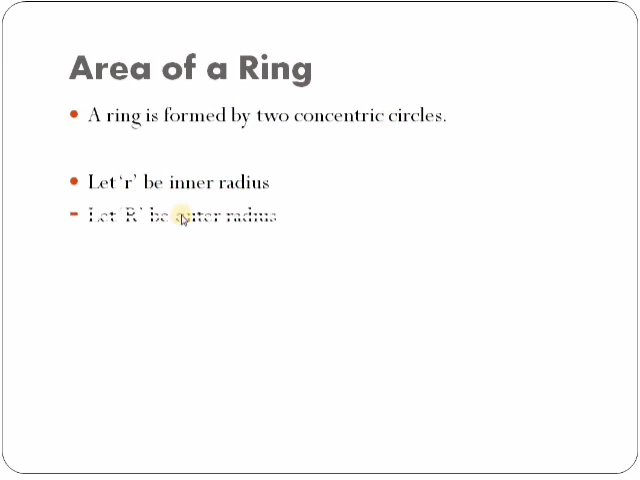 Area of a Ring
A ring is formed by two concentric circles.
Let ‘r’ be inner radius
Let ‘R’ be outer radius